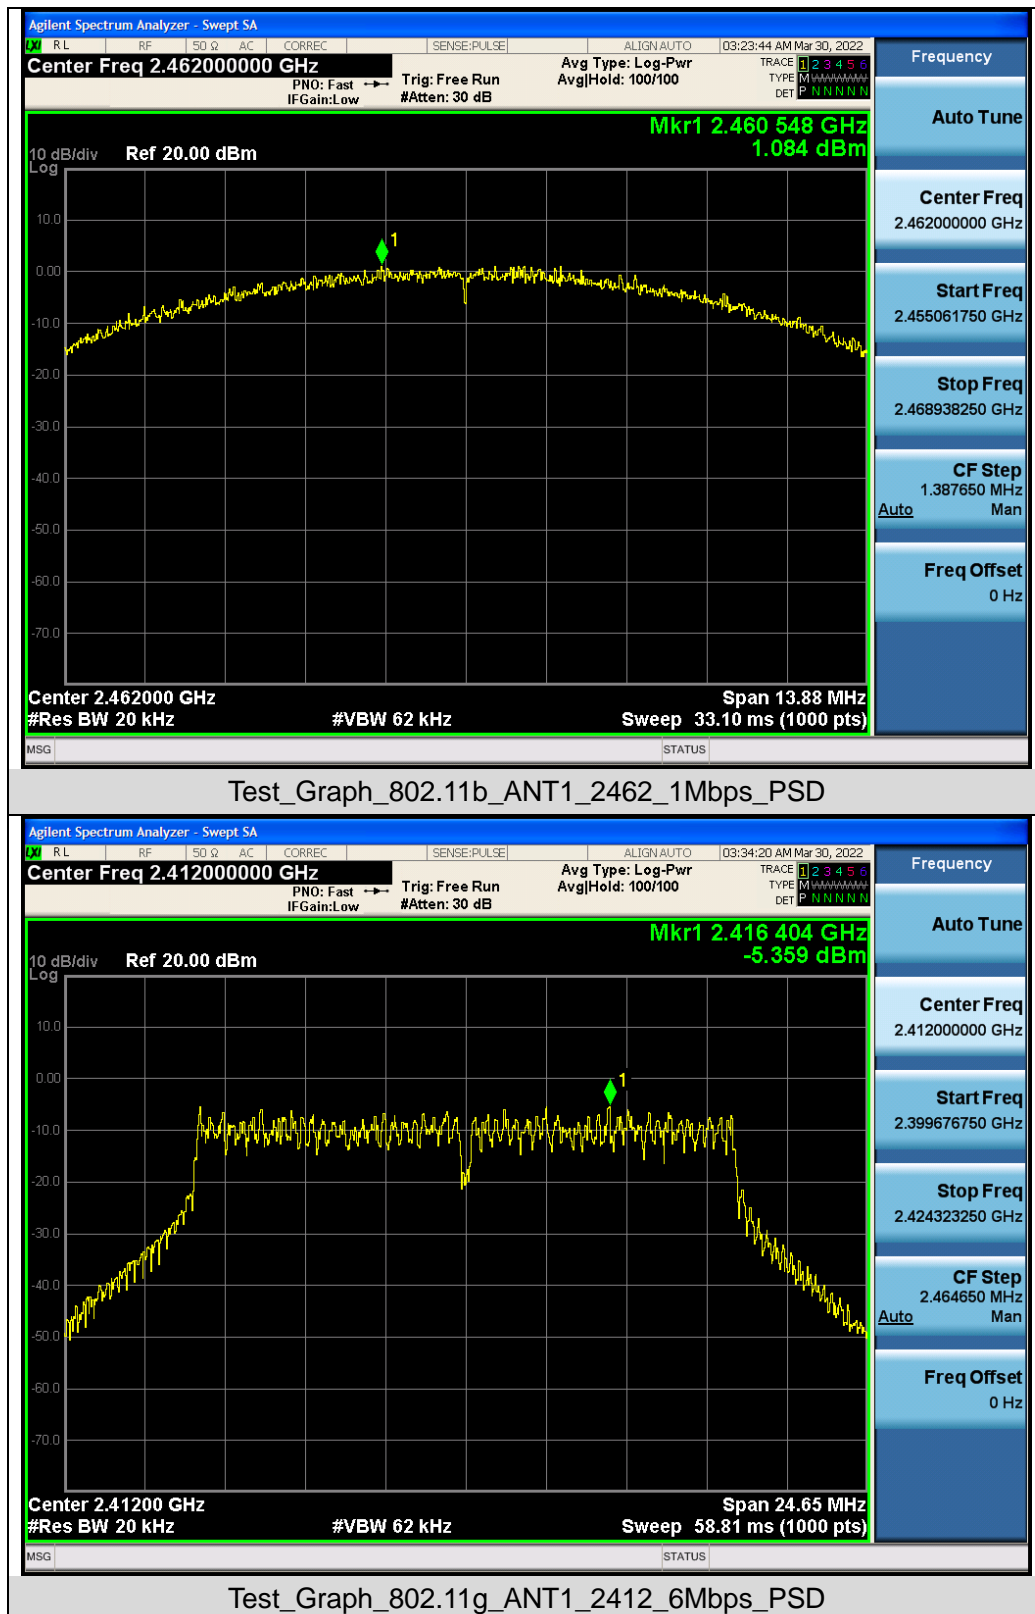 Agilent Spectrum Analyzer - Swept SA
LXI RL RF 50 Ω AC CORREC SENSE:PULSE ALIGN AUTO 03:23:44 AM Mar 30, 2022
Center Freq 2.462000000 GHz
PNO: Fast Trig: Free Run
IFGain:Low #Atten: 30 dB
Avg Type: Log-Pwr
Avg|Hold: 100/100
TRACE 1 2 3 4 5 6
TYPE M
DET P N N N N N
Mkr1 2.460 548 GHz
1.084 dBm
10 dB/div Ref 20.00 dBm
Log
10.0
0.00
-10.0
-20.0
-30.0
-40.0
-50.0
-60.0
-70.0
1
Center 2.462000 GHz Span 13.88 MHz
#Res BW 20 kHz #VBW 62 kHz Sweep 33.10 ms (1000 pts)
MSG STATUS
Frequency
Auto Tune
Center Freq
2.462000000 GHz
Start Freq
2.455061750 GHz
Stop Freq
2.468938250 GHz
CF Step
1.387650 MHz
Auto Man
Freq Offset
0 Hz
Test_Graph_802.11b_ANT1_2462_1Mbps_PSD
Agilent Spectrum Analyzer - Swept SA
LXI RL RF 50 Ω AC CORREC SENSE:PULSE ALIGN AUTO 03:34:20 AM Mar 30, 2022
Center Freq 2.412000000 GHz
PNO: Fast Trig: Free Run
IFGain:Low #Atten: 30 dB
Avg Type: Log-Pwr
Avg|Hold: 100/100
TRACE 1 2 3 4 5 6
TYPE M
DET P N N N N N
Mkr1 2.416 404 GHz
-5.359 dBm
10 dB/div Ref 20.00 dBm
Log
10.0
0.00
-10.0
-20.0
-30.0
-40.0
-50.0
-60.0
-70.0
1
Center 2.41200 GHz Span 24.65 MHz
#Res BW 20 kHz #VBW 62 kHz Sweep 58.81 ms (1000 pts)
MSG STATUS
Frequency
Auto Tune
Center Freq
2.412000000 GHz
Start Freq
2.399676750 GHz
Stop Freq
2.424323250 GHz
CF Step
2.464650 MHz
Auto Man
Freq Offset
0 Hz
Test_Graph_802.11g_ANT1_2412_6Mbps_PSD